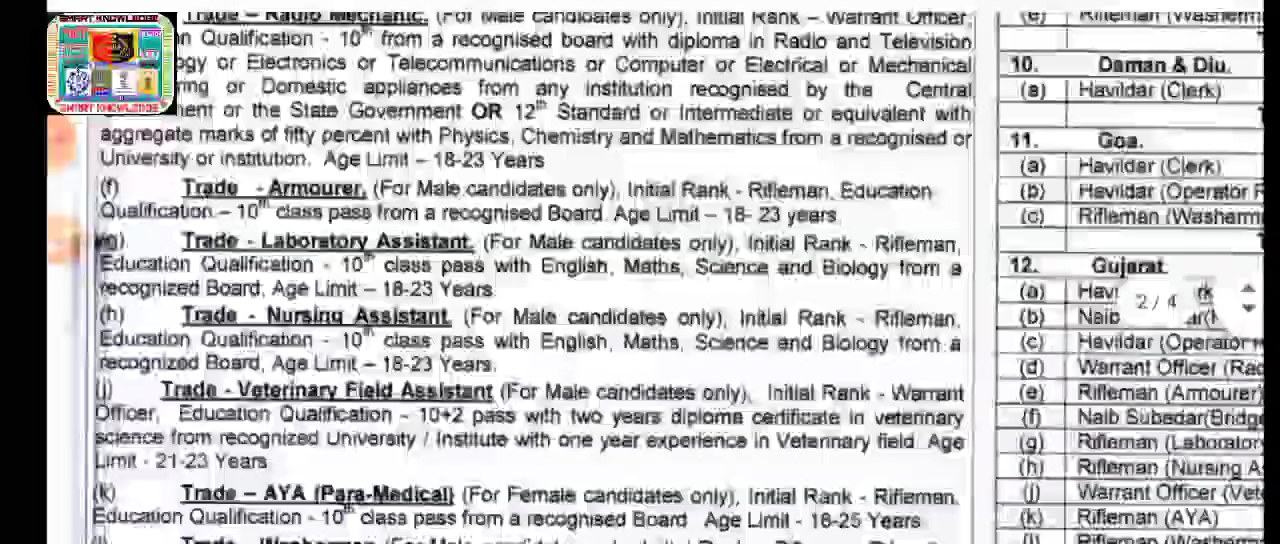 SMART KNOWLEDGE
Trade – Radio Mechanic. (For Male candidates only), Initial Rank – Warrant Officer,
n Qualification - 10th from a recognised board with diploma in Radio and Television
gy or Electronics or Telecommunications or Computer or Electrical or Mechanical
ring or Domestic appliances from any institution recognised by the Central
ment or the State Government OR 12th Standard or Intermediate or equivalent with
aggregate marks of fifty percent with Physics, Chemistry and Mathematics from a recognised or
University or institution. Age Limit – 18-23 Years
(f) Trade - Armourer, (For Male candidates only), Initial Rank - Rifleman, Education
Qualification – 10th class pass from a recognised Board. Age Limit – 18- 23 years
Trade - Laboratory Assistant, (For Male candidates only), Initial Rank - Rifleman,
Education Qualification - 10th class pass with English, Maths, Science and Biology from a
recognized Board, Age Limit – 18-23 Years
(h) Trade - Nursing Assistant, (For Male candidates only), Initial Rank - Rifleman,
Education Qualification - 10th class pass with English, Maths, Science and Biology from a
recognized Board, Age Limit – 18-23 Years.
(j) Trade - Veterinary Field Assistant (For Male candidates only), Initial Rank - Warrant
Officer, Education Qualification - 10+2 pass with two years diploma certificate in veterinary
science from recognized University / Institute with one year experience in Veterinary field Age
Limit - 21-23 Years
(k) Trade – AYA (Para-Medical) (For Female candidates only), Initial Rank - Rifleman.
Education Qualification - 10th class pass from a recognised Board Age Limit - 18-25 Years
(e) Rifleman (Washerm
10. Daman & Diu.
(a) Havildar (Clerk)
11. Goa.
(a) Havildar (Clerk)
(b) Havildar (Operator R
(c) Rifleman (Washerm
12. Gujarat
(a) Havi rk
(b) Naib
(c) Havildar (Operator
(d) Warrant Officer (Rad
(e) Rifleman (Armourer)
(f) Naib Subedar(Bridge
(g) Rifleman (Laborator
(h) Rifleman (Nursing A
(j) Warrant Officer (Vete
(k) Rifleman (AYA)
Rifleman (Washerm
2 / 4
SMART KNOWLEDGE